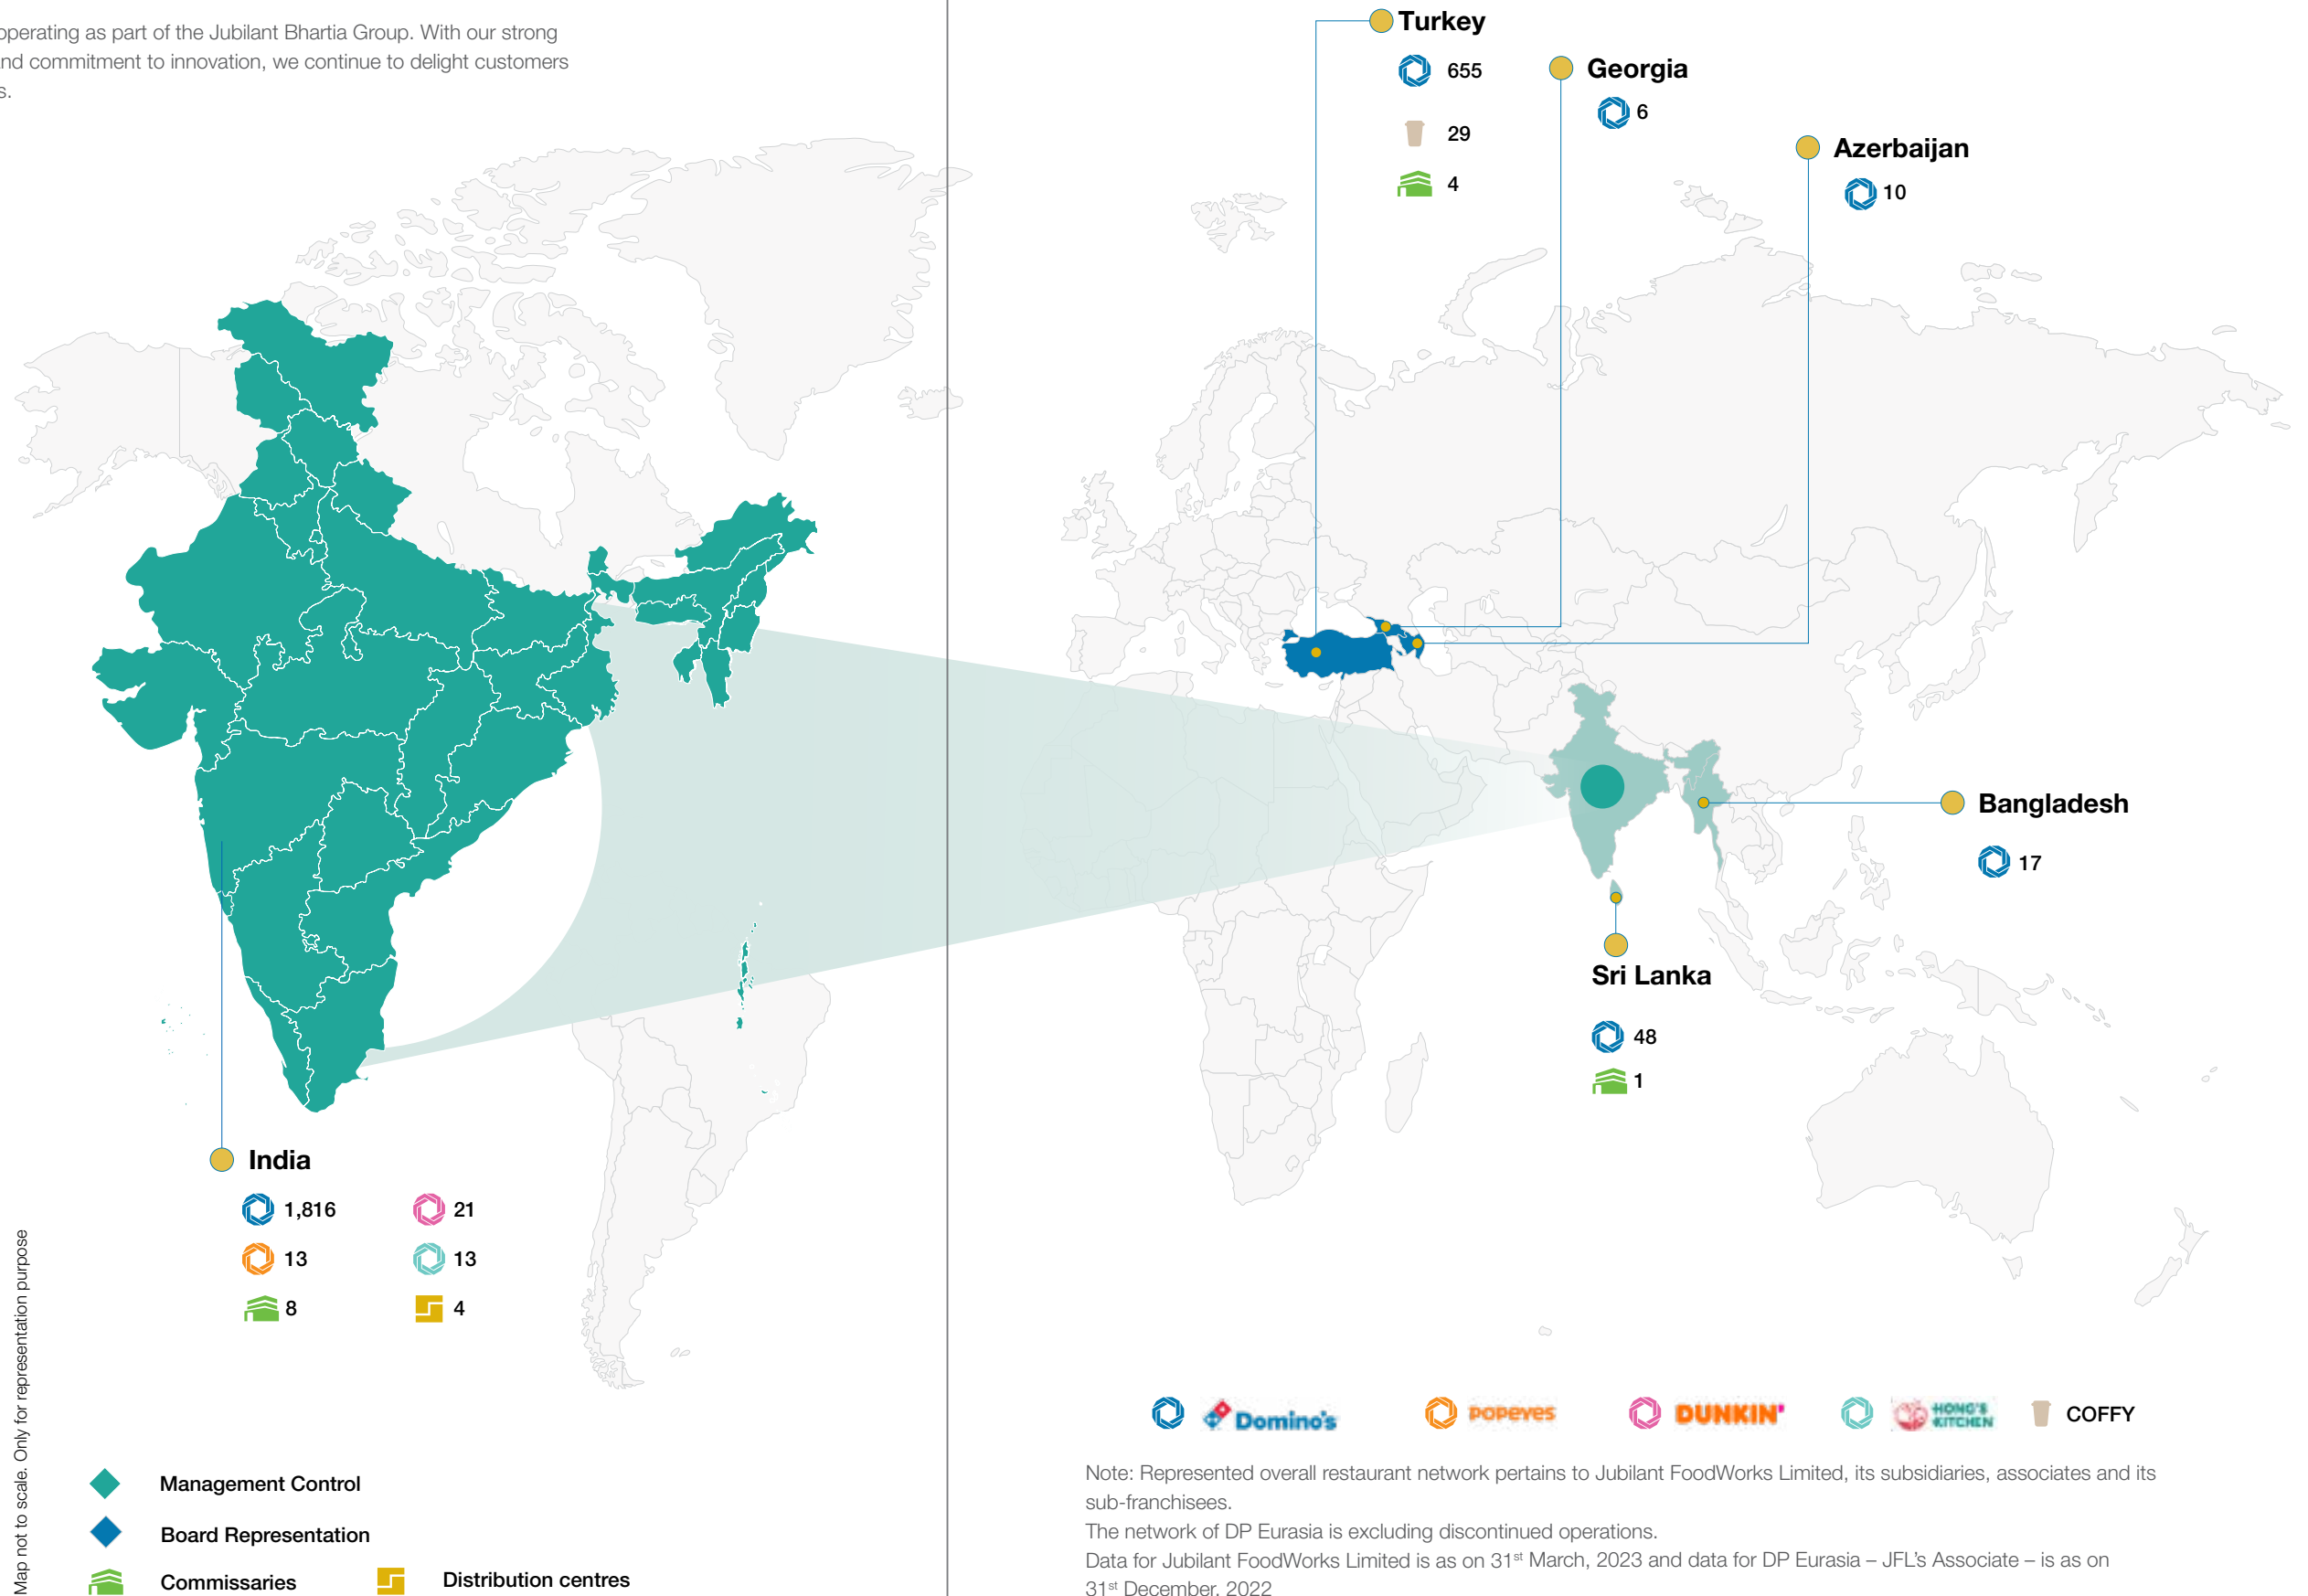 operating as part of the Jubilant Bhartia Group. With our strong
and commitment to innovation, we continue to delight customers
s.
Turkey
655
29
4
Georgia
6
Azerbaijan
10
Bangladesh
17
Sri Lanka
48
1
India
1,816
21
13
13
8
4
Map not to scale. Only for representation purpose
Management Control
Board Representation
Commissaries
Distribution centres
Domino's
POPEYES
DUNKIN'
HONG'S
KITCHEN
COFFY
Note: Represented overall restaurant network pertains to Jubilant FoodWorks Limited, its subsidiaries, associates and its
sub-franchisees.
The network of DP Eurasia is excluding discontinued operations.
Data for Jubilant FoodWorks Limited is as on 31st March, 2023 and data for DP Eurasia – JFL's Associate – is as on
31st December, 2022